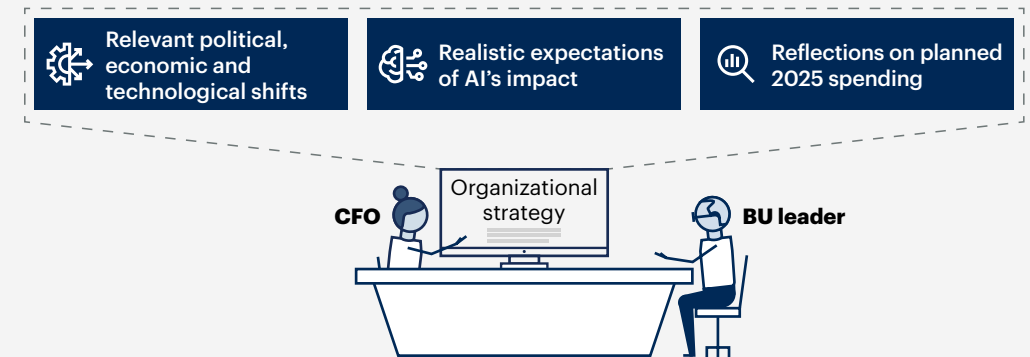 Relevant political,
economic and
technological shifts
Realistic expectations
of AI's impact
Reflections on planned
2025 spending
Organizational
strategy
CFO
BU leader